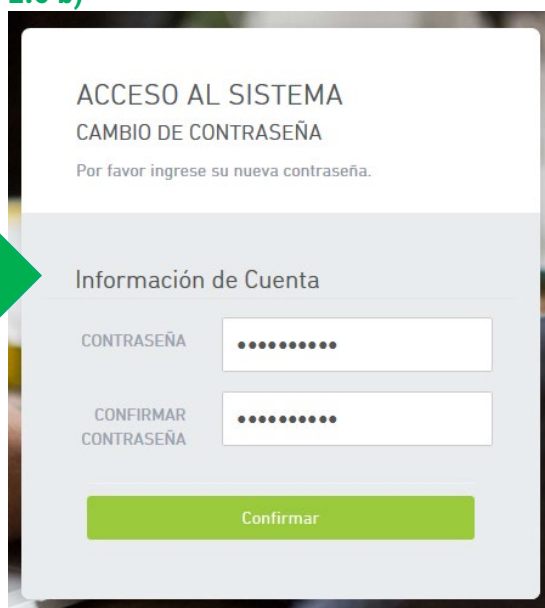 ACCESO AL SISTEMA
CAMBIO DE CONTRASEÑA
Por favor ingrese su nueva contraseña.
Información de Cuenta
CONTRASEÑA ••••••••••
CONFIRMAR
CONTRASEÑA ••••••••••
Confirmar